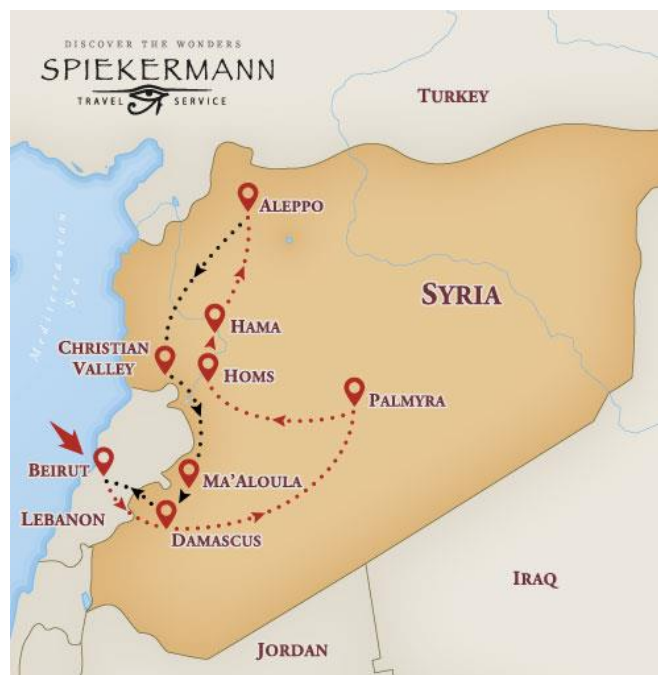 DISCOVER THE WONDERS
SPIEKERMANN
TRAVEL SERVICE
TURKEY
ALEPPO
SYRIA
Mediterranean
Sea
HAMA
CHRISTIAN
VALLEY
HOMS
PALMYRA
BEIRUT
MA'ALOULA
LEBANON
DAMASCUS
IRAQ
JORDAN